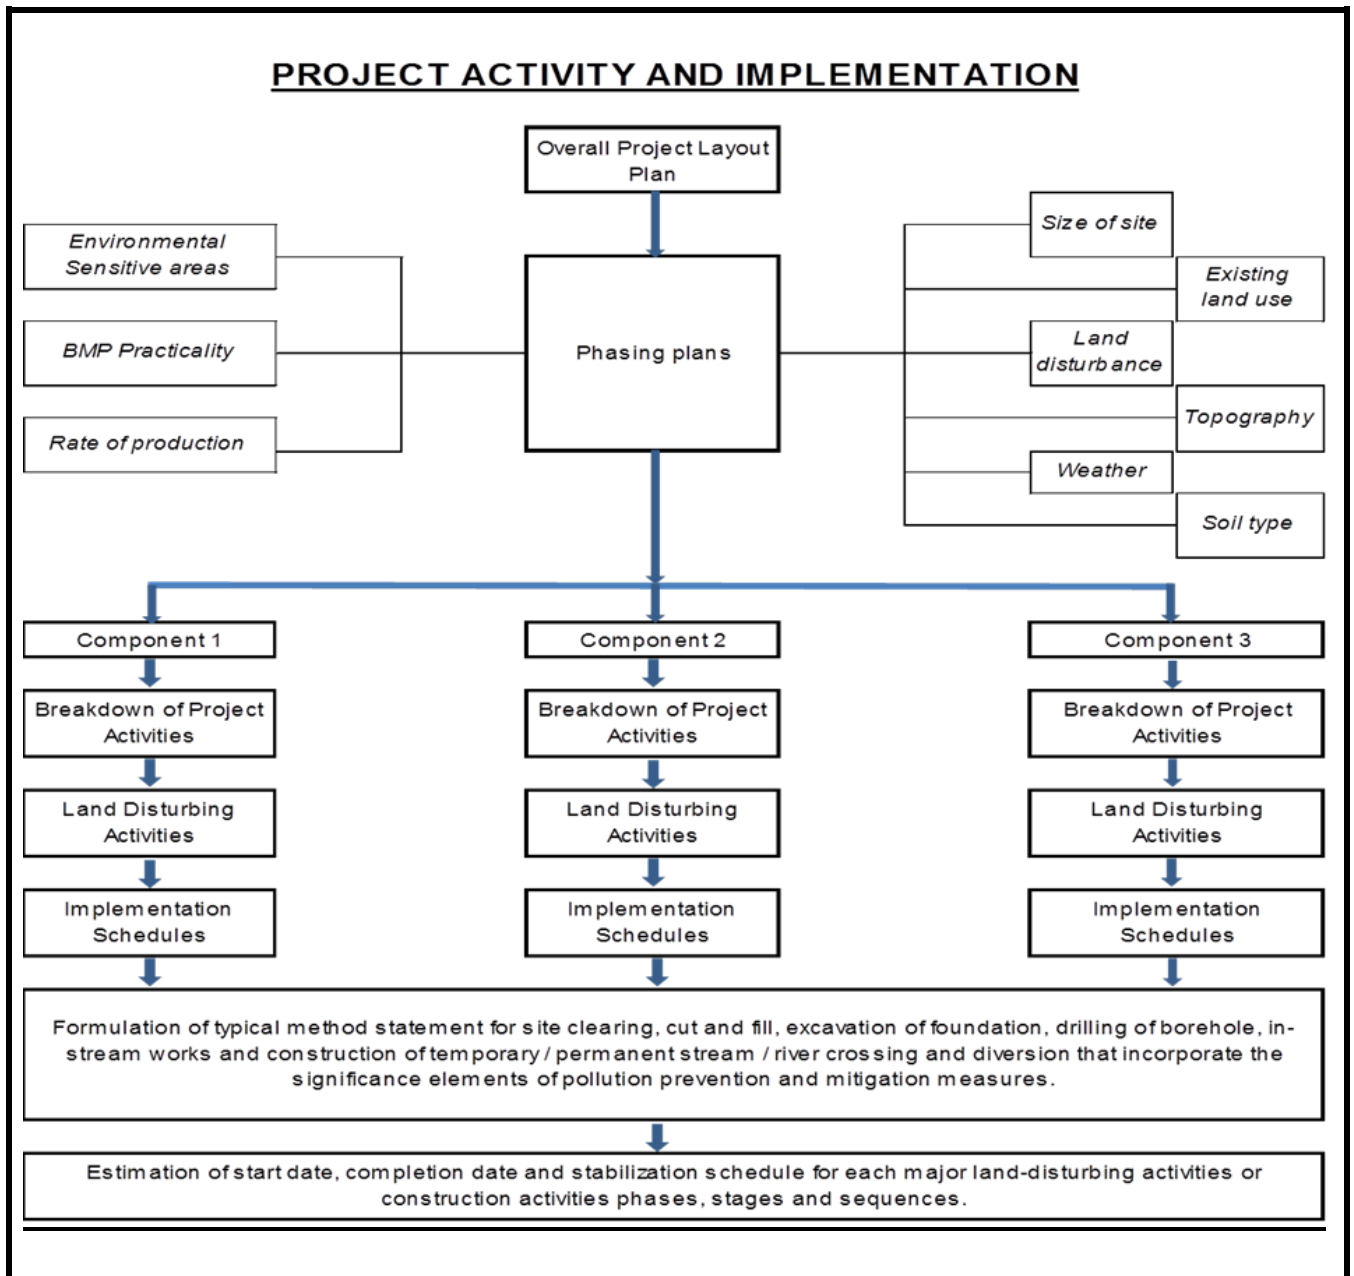 PROJECT ACTIVITY AND IMPLEMENTATION
Overall Project Layout
Plan
Environmental
Sensitive areas
BMP Practicality
Rate of production
Phasing plans
Size of site
Existing
land use
Land
disturbance
Topography
Weather
Soil type
Component 1
Component 2
Component 3
Breakdown of Project
Activities
Breakdown of Project
Activities
Breakdown of Project
Activities
Land Disturbing
Activities
Land Disturbing
Activities
Land Disturbing
Activities
Implementation
Schedules
Implementation
Schedules
Implementation
Schedules
Formulation of typical method statement for site clearing, cut and fill, excavation of foundation, drilling of borehole, in-
stream works and construction of temporary / permanent stream / river crossing and diversion that incorporate the
significance elements of pollution prevention and mitigation measures.
Estimation of start date, completion date and stabilization schedule for each major land-disturbing activities or
construction activities phases, stages and sequences.